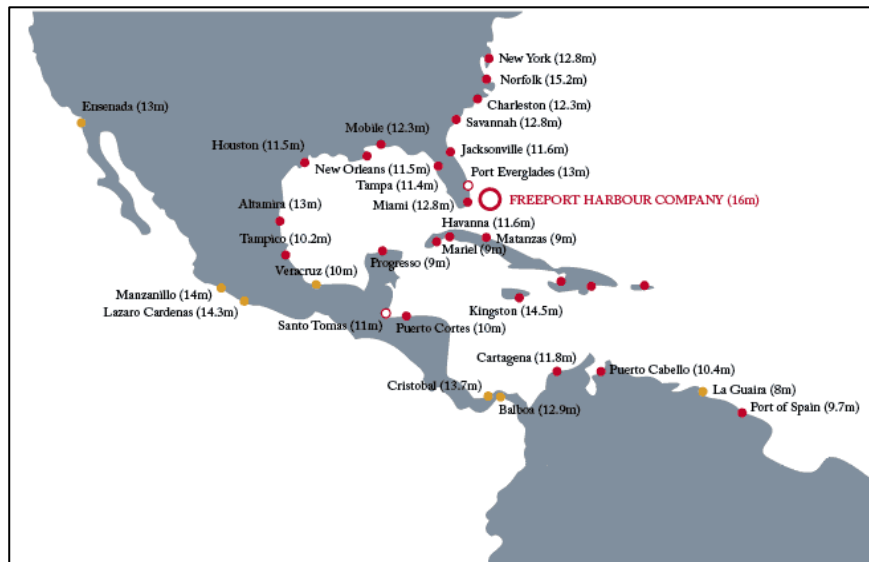 New York (12.8m)
Norfolk (15.2m)
Ensenada (13m)
Charleston (12.3m)
Savannah (12.8m)
Mobile (12.3m)
Houston (11.5m)
Jacksonville (11.6m)
New Orleans (11.5m)
Port Everglades (13m)
Tampa (11.4m)
Miami (12.8m)
FREEPORT HARBOUR COMPANY (16m)
Altamira (13m)
Havanna (11.6m)
Tampico (10.2m)
Matanzas (9m)
Mariel (9m)
Progresso (9m)
Veracruz (10m)
Manzanillo (14m)
Lazaro Cardenas (14.3m)
Kingston (14.5m)
Santo Tomas (11m)
Puerto Cortes (10m)
Cartagena (11.8m)
Puerto Cabello (10.4m)
Cristobal (13.7m)
La Guaira (8m)
Balboa (12.9m)
Port of Spain (9.7m)